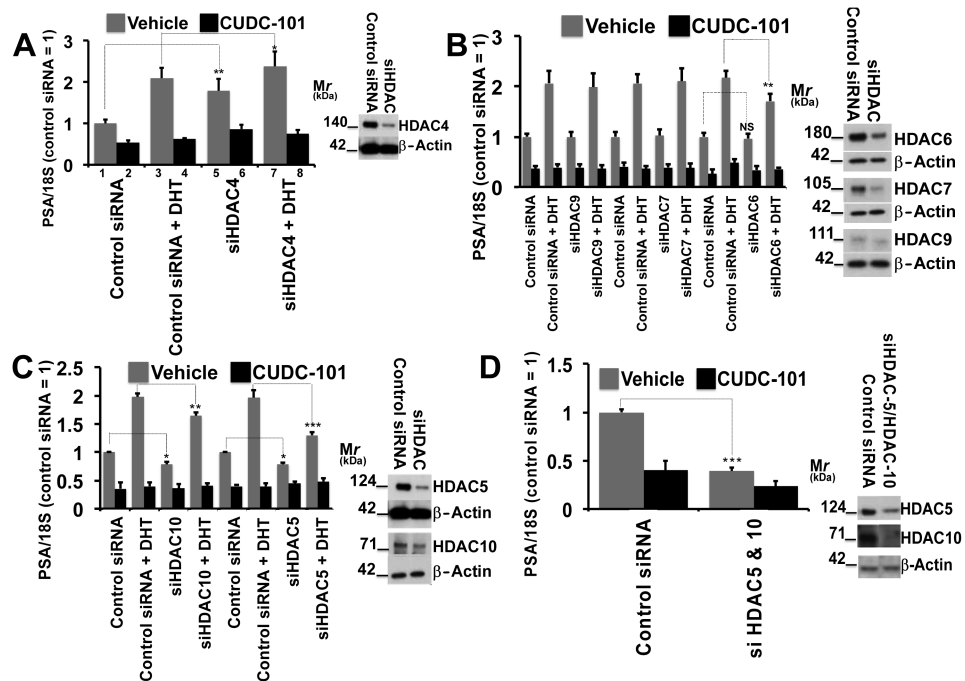 A
Vehicle CUDC-101
PSA/18S (control siRNA = 1)
3
2
1
0
1 2 3 4 5 6 7 8
** *
Control siRNA
Control siRNA + DHT
siHDAC4
siHDAC4 + DHT
Control siRNA
siHDAC
Mr
(kDa)
140 HDAC4
42 β-Actin
B
Vehicle CUDC-101
PSA/18S (control siRNA = 1)
3
2
1
0
NS **
Control siRNA
Control siRNA + DHT
siHDAC9
siHDAC9 + DHT
Control siRNA
Control siRNA + DHT
siHDAC7
siHDAC7 + DHT
Control siRNA
Control siRNA + DHT
siHDAC6
siHDAC6 + DHT
Control siRNA
siHDAC
Mr
(kDa)
180 HDAC6
42 β-Actin
105 HDAC7
42 β-Actin
111 HDAC9
42 β-Actin
C
Vehicle CUDC-101
PSA/18S (control siRNA = 1)
2.5
2
1.5
1
0.5
0
* ** * ***
Control siRNA
Control siRNA + DHT
siHDAC10
siHDAC10 + DHT
Control siRNA
Control siRNA + DHT
siHDAC5
siHDAC5 + DHT
Control siRNA
siHDAC
Mr
(kDa)
124 HDAC5
42 β-Actin
71 HDAC10
42 β-Actin
D
Vehicle CUDC-101
PSA/18S (control siRNA = 1)
1.5
1
0.5
0
***
Control siRNA
si HDAC5 & 10
Control siRNA
siHDAC-5/HDAC-10
Mr
(kDa)
124 HDAC5
71 HDAC10
42 β-Actin